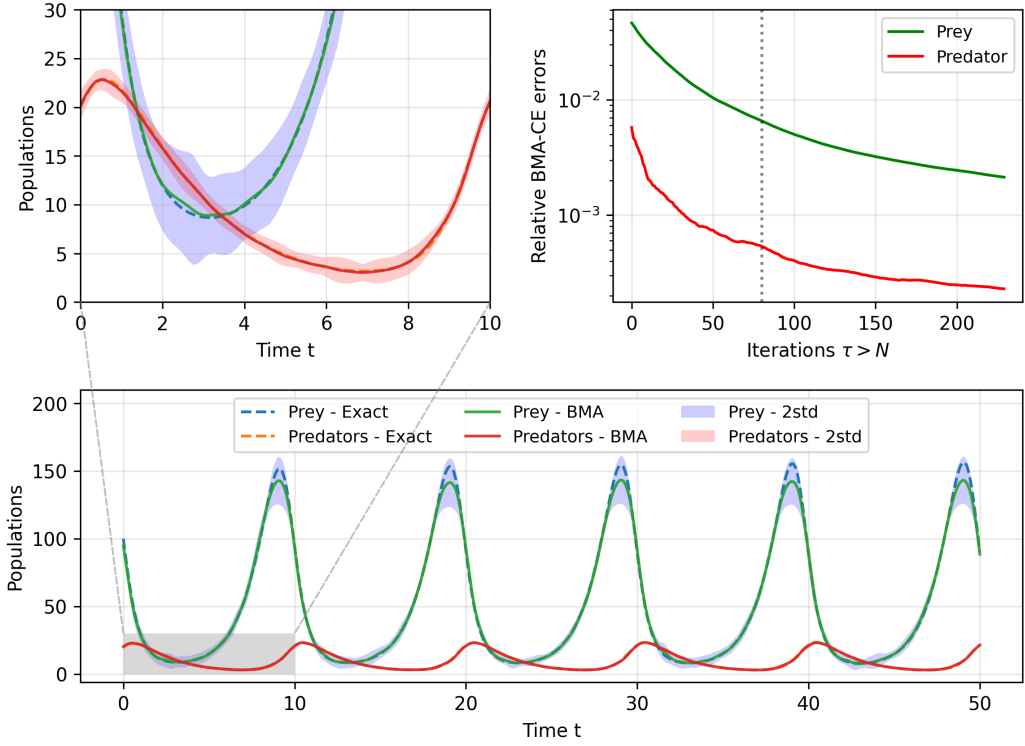 30
25
20
15
10
5
0
Populations
0 2 4 6 8 10
Time t
10⁻²
10⁻³
Relative BMA-CE errors
Prey
Predator
0 50 100 150 200
Iterations τ > N
200
150
100
50
0
Populations
Prey - Exact Prey - BMA Prey - 2std
Predators - Exact Predators - BMA Predators - 2std
0 10 20 30 40 50
Time t